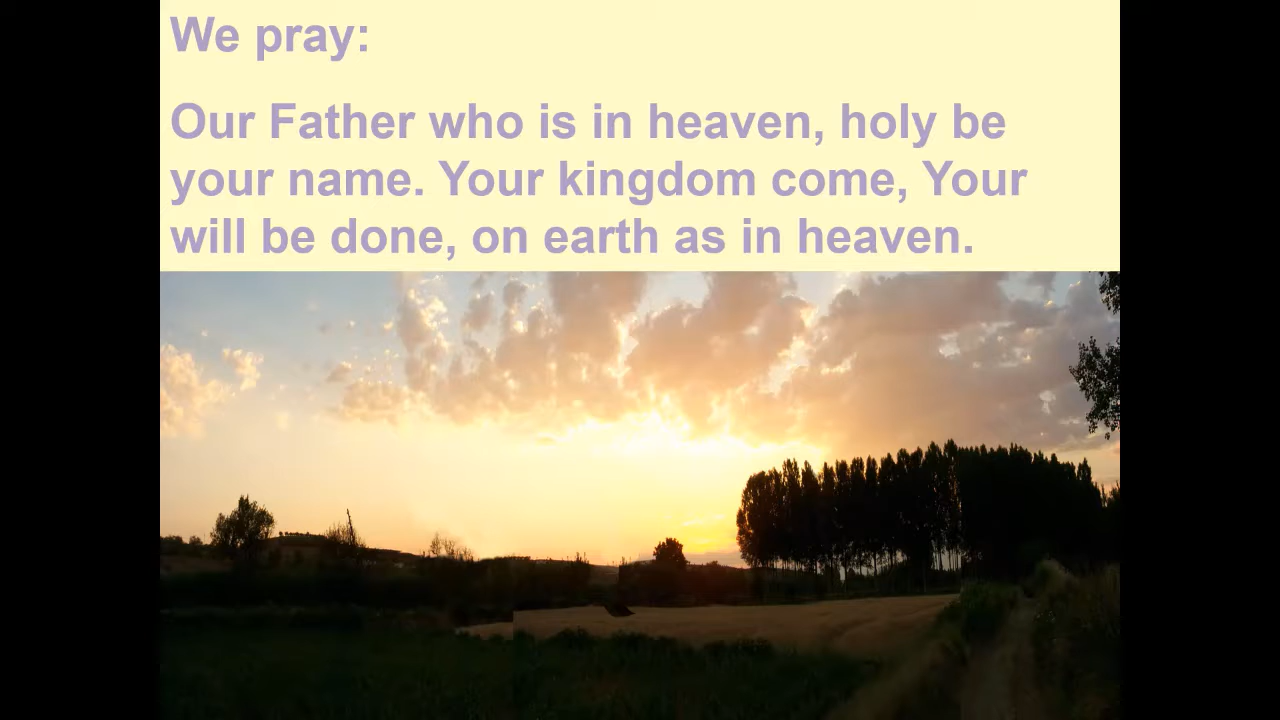 We pray:
Our Father who is in heaven, holy be
your name. Your kingdom come, Your
will be done, on earth as in heaven.